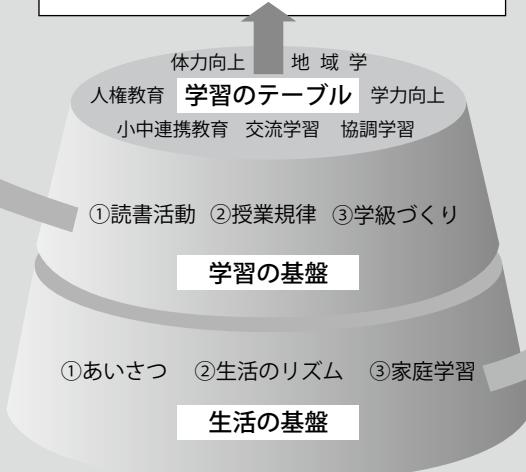 体力向上 地域学
人権教育 学習のテーブル 学力向上
小中連携教育 交流学習 協調学習
①読書活動 ②授業規律 ③学級づくり
学習の基盤
①あいさつ ②生活のリズム ③家庭学習
生活の基盤